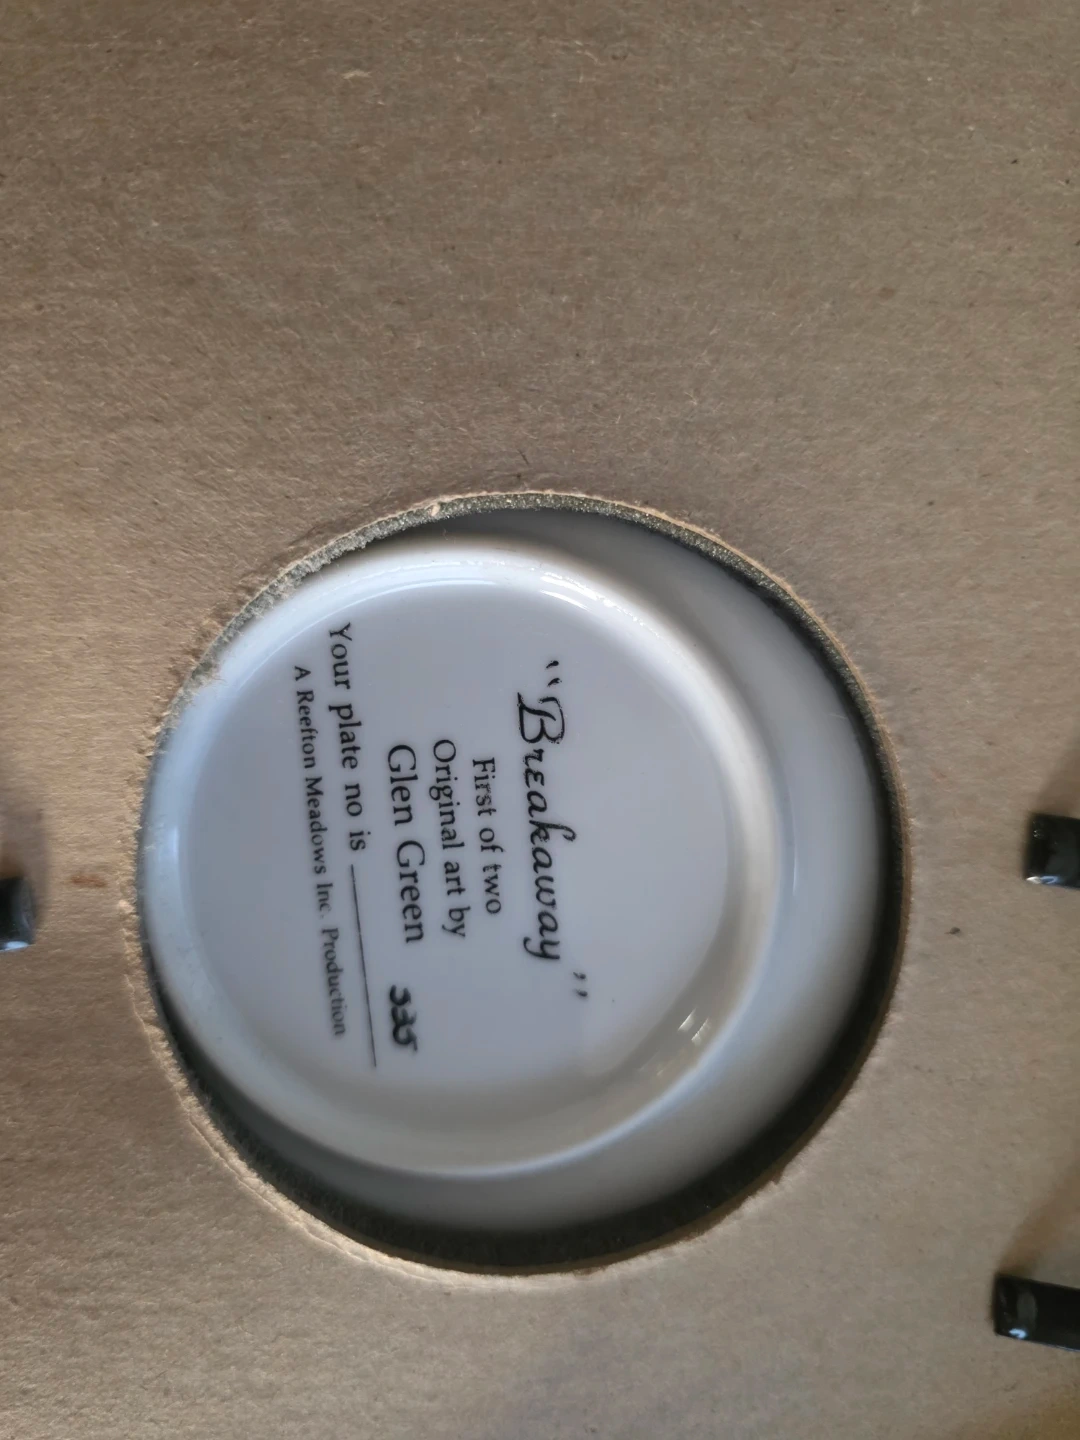 “Breakaway”
First of two
Original art by
Glen Green
Your plate no is 335
A Reefton Meadows Inc. Production